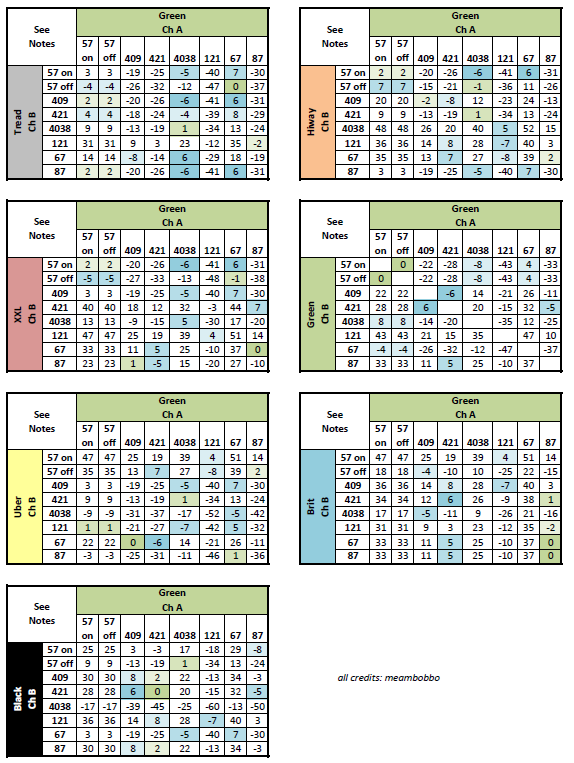 Green
See Ch A
Notes 57 57
on off 409 421 4038 121 67 87
Tread
Ch B
57 on 3 3 -19 -25 -5 -40 7 -30
57 off -4 -4 -26 -32 -12 -47 0 -37
409 2 2 -20 -26 -6 -41 6 -31
421 4 4 -18 -24 -4 -39 8 -29
4038 9 9 -13 -19 1 -34 13 -24
121 31 31 9 3 23 -12 35 -2
67 14 14 -8 -14 6 -29 18 -19
87 2 2 -20 -26 -6 -41 6 -31
Green
See Ch A
Notes 57 57
on off 409 421 4038 121 67 87
Hiway
Ch B
57 on 2 2 -20 -26 -6 -41 6 -31
57 off 7 7 -15 -21 -1 -36 11 -26
409 20 20 -2 -8 12 -23 24 -13
421 9 9 -13 -19 1 -34 13 -24
4038 48 48 26 20 40 5 52 15
121 36 36 14 8 28 -7 40 3
67 35 35 13 7 27 -8 39 2
87 3 3 -19 -25 -5 -40 7 -30
Green
See Ch A
Notes 57 57
on off 409 421 4038 121 67 87
XXL
Ch B
57 on 2 2 -20 -26 -6 -41 6 -31
57 off -5 -5 -27 -33 -13 -48 -1 -38
409 3 3 -19 -25 -5 -40 7 -30
421 40 40 18 12 32 -3 44 7
4038 13 13 -9 -15 5 -30 17 -20
121 47 47 25 19 39 4 51 14
67 33 33 11 5 25 -10 37 0
87 23 23 1 -5 15 -20 27 -10
Green
See Ch A
Notes 57 57
on off 409 421 4038 121 67 87
Green
Ch B
57 on 0 -22 -28 -8 -43 4 -33
57 off 0 -22 -28 -8 -43 4 -33
409 22 22 -6 14 -21 26 -11
421 28 28 6 20 -15 32 -5
4038 8 8 -14 -20 -35 12 -25
121 43 43 21 15 35 47 10
67 -4 -4 -26 -32 -12 -47 -37
87 33 33 11 5 25 -10 37
Green
See Ch A
Notes 57 57
on off 409 421 4038 121 67 87
Uber
Ch B
57 on 47 47 25 19 39 4 51 14
57 off 35 35 13 7 27 -8 39 2
409 3 3 -19 -25 -5 -40 7 -30
421 9 9 -13 -19 1 -34 13 -24
4038 -9 -9 -31 -37 -17 -52 -5 -42
121 1 1 -21 -27 -7 -42 5 -32
67 22 22 0 -6 14 -21 26 -11
87 -3 -3 -25 -31 -11 -46 1 -36
Green
See Ch A
Notes 57 57
on off 409 421 4038 121 67 87
Brit
Ch B
57 on 47 47 25 19 39 4 51 14
57 off 18 18 -4 -10 10 -25 22 -15
409 36 36 14 8 28 -7 40 3
421 34 34 12 6 26 -9 38 1
4038 17 17 -5 -11 9 -26 21 -16
121 31 31 9 3 23 -12 35 -2
67 33 33 11 5 25 -10 37 0
87 33 33 11 5 25 -10 37 0
Green
See Ch A
Notes 57 57
on off 409 421 4038 121 67 87
Black
Ch B
57 on 25 25 3 -3 17 -18 29 -8
57 off 9 9 -13 -19 1 -34 13 -24
409 30 30 8 2 22 -13 34 -3
421 28 28 6 0 20 -15 32 -5
4038 -17 -17 -39 -45 -25 -60 -13 -50
121 36 36 14 8 28 -7 40 3
67 3 3 -19 -25 -5 -40 7 -30
87 30 30 8 2 22 -13 34 -3
all credits: meambobbo